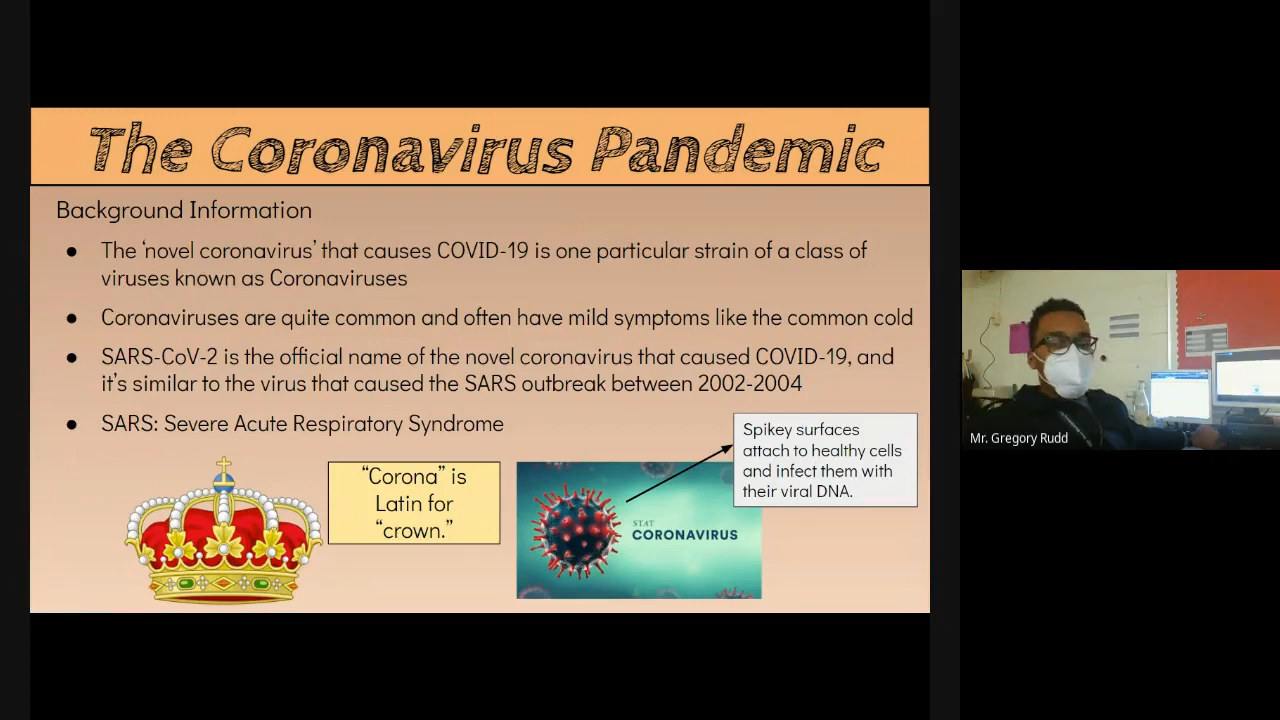 The Coronavirus Pandemic
Background Information
● The ‘novel coronavirus’ that causes COVID-19 is one particular strain of a class of
viruses known as Coronaviruses
● Coronaviruses are quite common and often have mild symptoms like the common cold
● SARS-CoV-2 is the official name of the novel coronavirus that caused COVID-19, and
it’s similar to the virus that caused the SARS outbreak between 2002-2004
● SARS: Severe Acute Respiratory Syndrome
“Corona” is
Latin for
“crown.”
STAT
CORONAVIRUS
Spikey surfaces
attach to healthy cells
and infect them with
their viral DNA.
Mr. Gregory Rudd